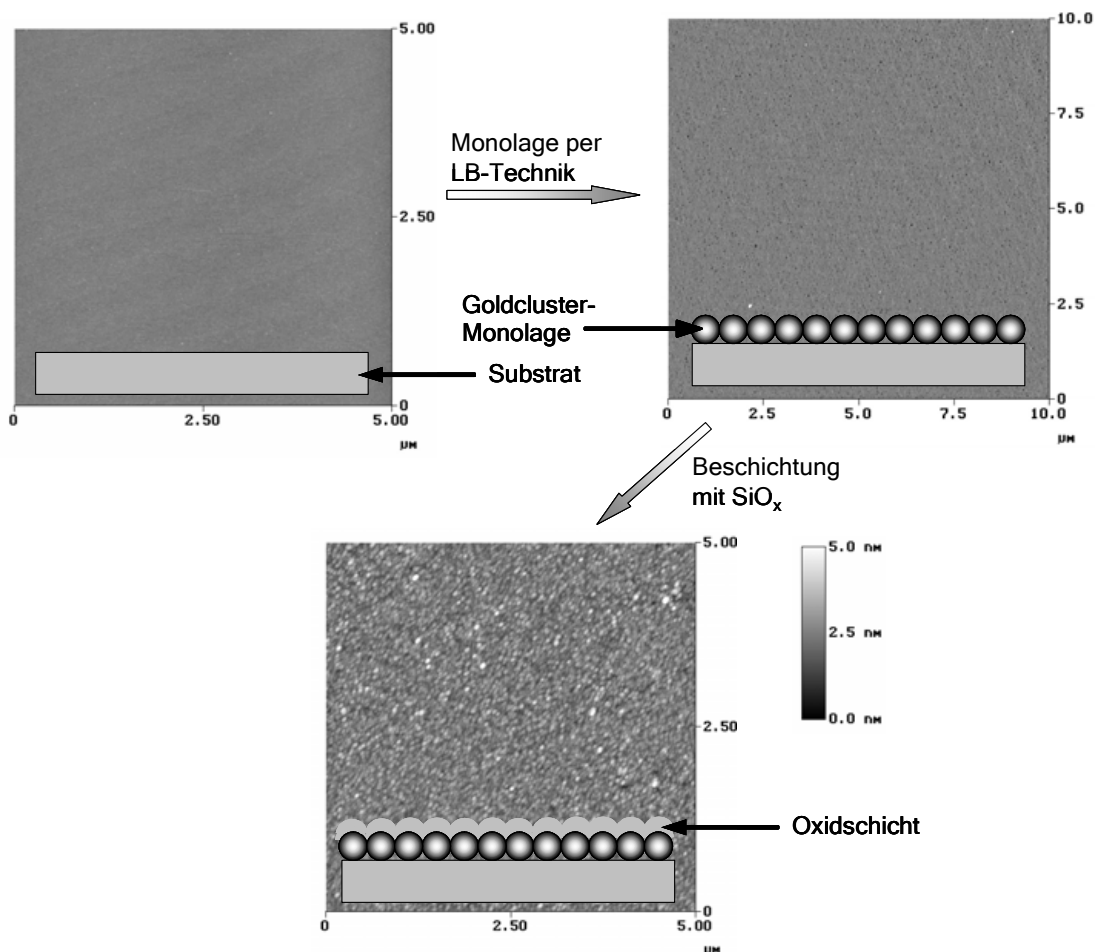 5.00
2.50
0
0
2.50
5.00
µM
Monolage per
LB-Technik
10.0
7.5
5.0
2.5
0
0
2.5
5.0
7.5
10.0
µM
Goldcluster-
Monolage
Substrat
Beschichtung
mit SiOₓ
5.00
2.50
0
0
2.50
5.00
µM
5.0 nM
2.5 nM
0.0 nM
Oxidschicht